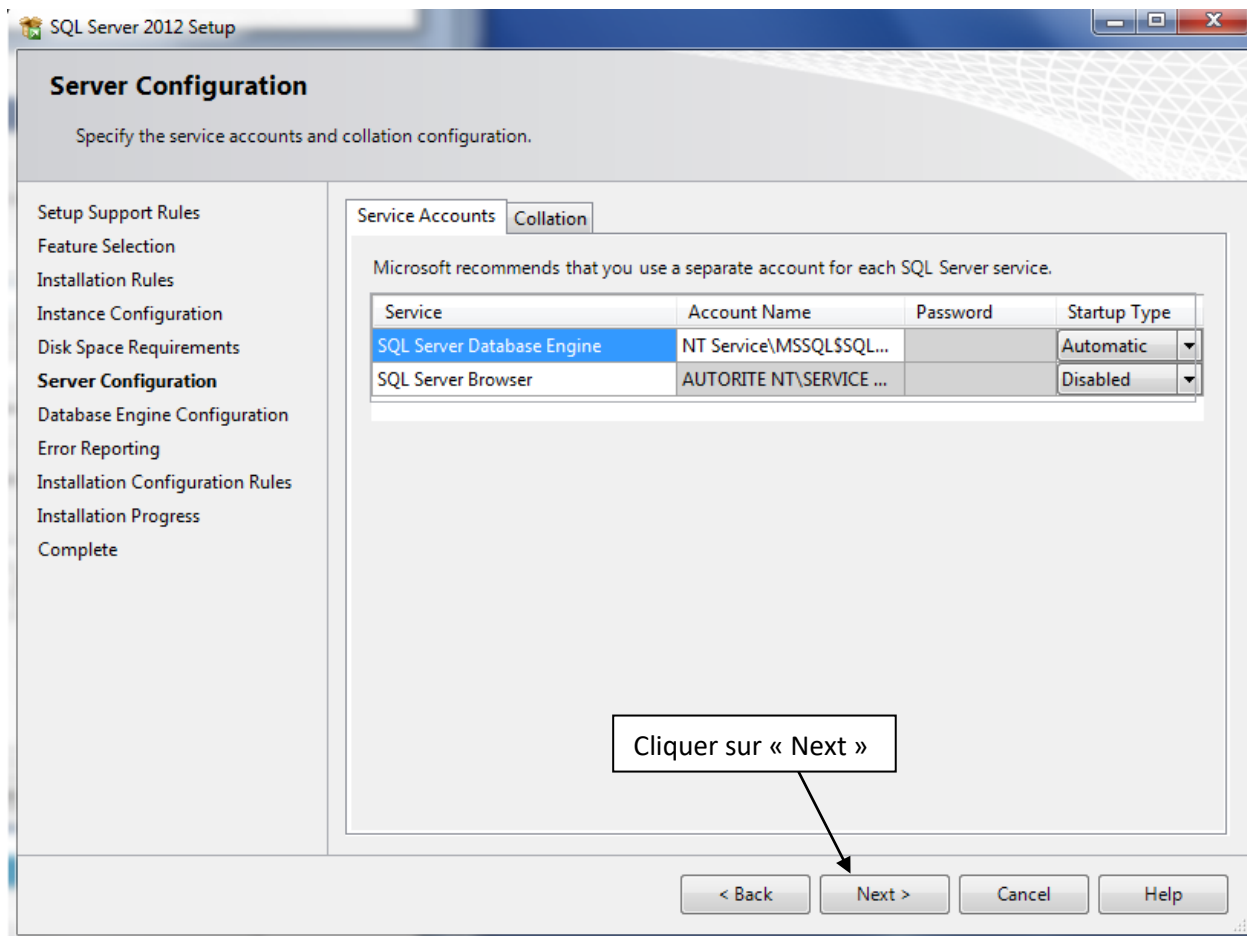 SQL Server 2012 Setup
Server Configuration
Specify the service accounts and collation configuration.
Setup Support Rules
Feature Selection
Installation Rules
Instance Configuration
Disk Space Requirements
Server Configuration
Database Engine Configuration
Error Reporting
Installation Configuration Rules
Installation Progress
Complete
Service Accounts Collation
Microsoft recommends that you use a separate account for each SQL Server service.
Service Account Name Password Startup Type
SQL Server Database Engine NT Service\MSSQL$SQL... Automatic
SQL Server Browser AUTORITE NT\SERVICE ... Disabled
Cliquer sur « Next »
< Back Next > Cancel Help